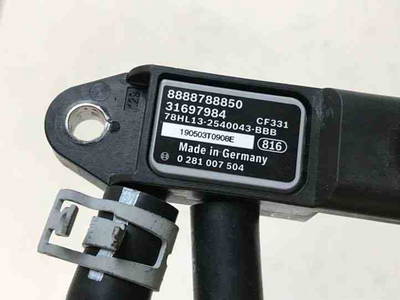 8888788850
31697984 CF331
78HL13-2540043-BBB
190503T0908E 816
Made in Germany
0 281 007 504